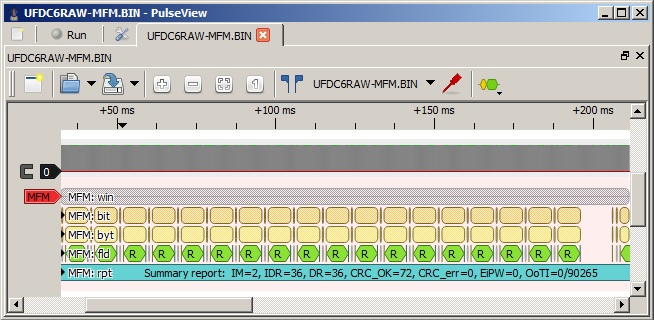 UFDC6RAW-MFM.BIN - PulseView
Run UFDC6RAW-MFM.BIN
UFDC6RAW-MFM.BIN
UFDC6RAW-MFM.BIN
+50 ms +100 ms +150 ms +200 ms
0
MFM MFM: win
MFM: bit
MFM: byt
MFM: fld R R R R R R R R R R R R R R R R R
MFM: rpt Summary report: IM=2, IDR=36, DR=36, CRC_OK=72, CRC_err=0, EiPW=0, OoTI=0/90265